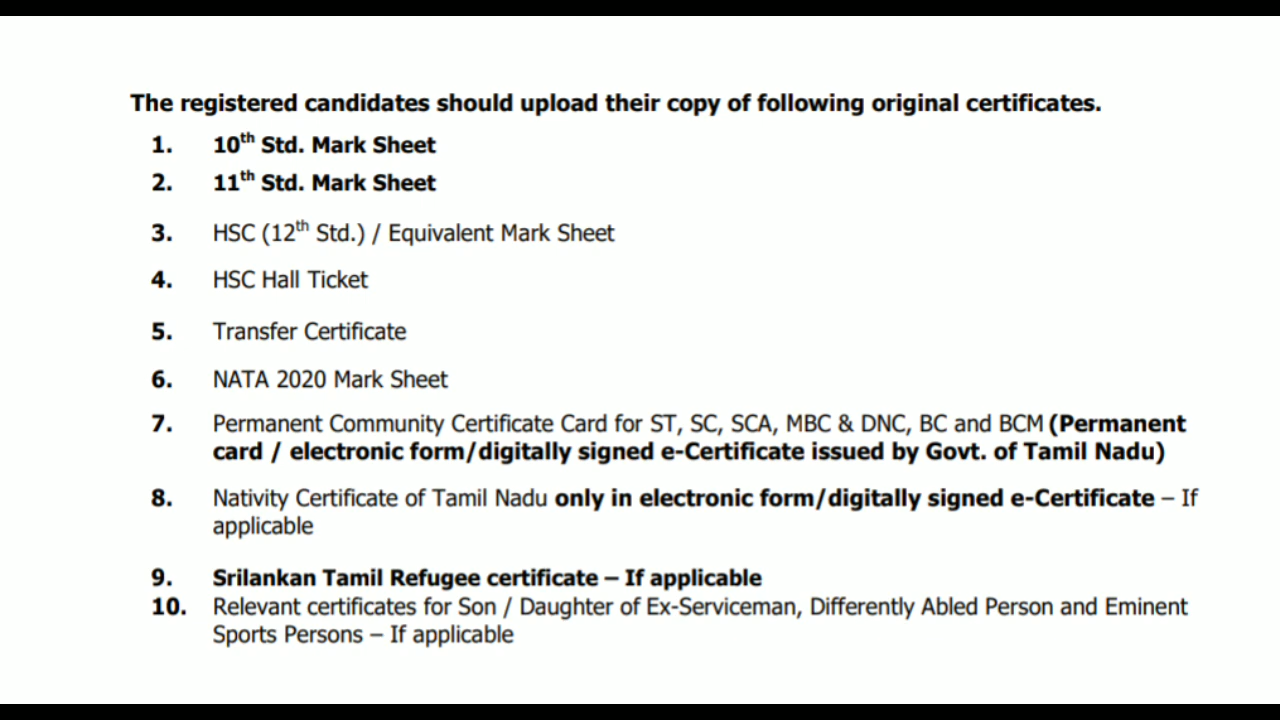 The registered candidates should upload their copy of following original certificates.
1. 10th Std. Mark Sheet
2. 11th Std. Mark Sheet
3. HSC (12th Std.) / Equivalent Mark Sheet
4. HSC Hall Ticket
5. Transfer Certificate
6. NATA 2020 Mark Sheet
7. Permanent Community Certificate Card for ST, SC, SCA, MBC & DNC, BC and BCM (Permanent
card / electronic form/digitally signed e-Certificate issued by Govt. of Tamil Nadu)
8. Nativity Certificate of Tamil Nadu only in electronic form/digitally signed e-Certificate – If
applicable
9. Srilankan Tamil Refugee certificate – If applicable
10. Relevant certificates for Son / Daughter of Ex-Serviceman, Differently Abled Person and Eminent
Sports Persons – If applicable